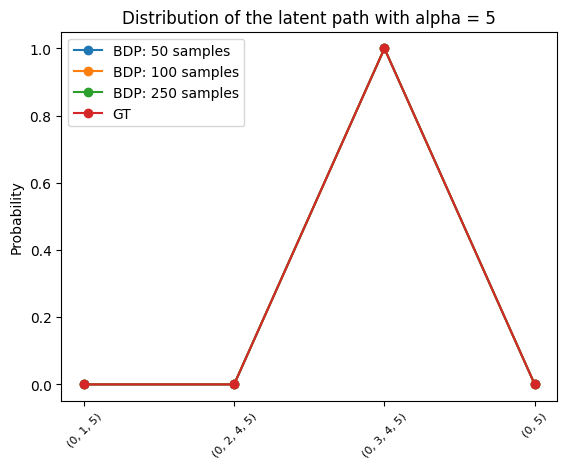 Distribution of the latent path with alpha = 5
BDP: 50 samples
BDP: 100 samples
BDP: 250 samples
GT
Probability
1.0
0.8
0.6
0.4
0.2
0.0
(0, 1, 5)
(0, 2, 4, 5)
(0, 3, 4, 5)
(0, 5)